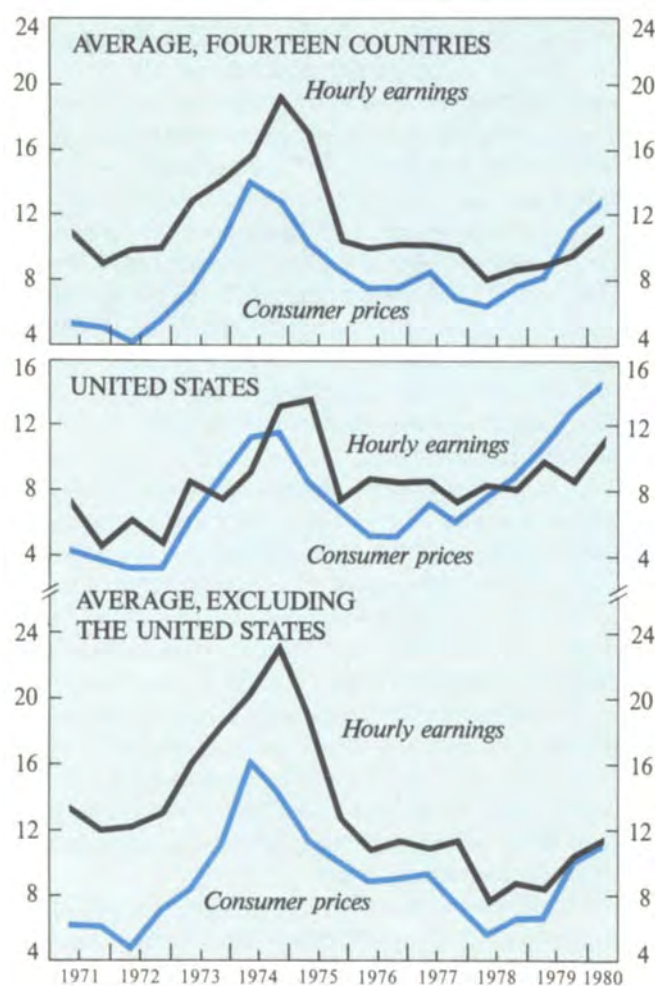 24 24
AVERAGE, FOURTEEN COUNTRIES
20 20
Hourly earnings
16 16
12 12
8 8
Consumer prices
4 4
16 16
UNITED STATES
12 12
Hourly earnings
8 8
4 4
Consumer prices
AVERAGE, EXCLUDING
THE UNITED STATES
24 24
20 20
Hourly earnings
16 16
12 12
8 8
Consumer prices
4 4
1971 1972 1973 1974 1975 1976 1977 1978 1979 1980